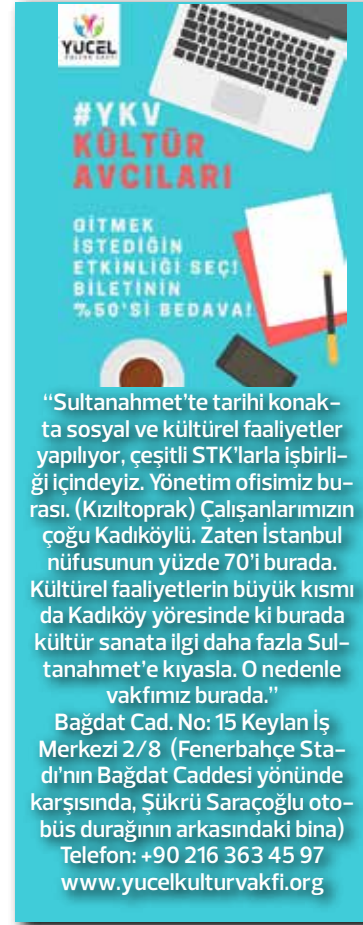 YUCEL
KÜLTÜR VAKFI
#YKV
KÜLTÜR
AVCILARI
GİTMEK
İSTEDİĞİN
ETKİNLİĞİ SEÇ!
BİLETİNİN
%50'Sİ BEDAVA!
“Sultanahmet’te tarihi konak-
ta sosyal ve kültürel faaliyetler
yapılıyor, çeşitli STK’larla işbirli-
ği içindeyiz. Yönetim ofisimiz bu-
rası. (Kızıltoprak) Çalışanlarımızın
çoğu Kadıköylü. Zaten İstanbul
nüfusunun yüzde 70’i burada.
Kültürel faaliyetlerin büyük kısmı
da Kadıköy yöresinde ki burada
kültür sanata ilgi daha fazla Sul-
tanahmet’e kıyasla. O nedenle
vakfımız burada.”
Bağdat Cad. No: 15 Keylan İş
Merkezi 2/8 (Fenerbahçe Sta-
dı’nın Bağdat Caddesi yönünde
karşısında, Şükrü Saraçoğlu oto-
büs durağının arkasındaki bina)
Telefon: +90 216 363 45 97
www.yucelkulturvakfi.org